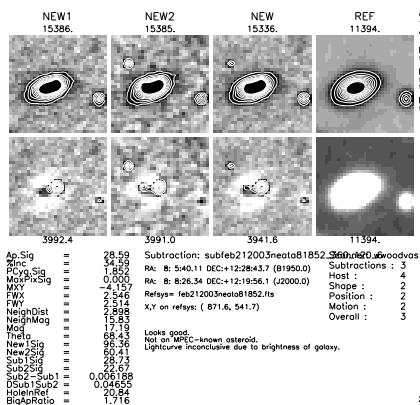 NEW1 NEW2 NEW REF
15386. 15385. 15336. 11394.
3992.4 3991.0 3941.6 11394.
Ap.Sig = 28.59
%Inc = 34.59
PCyg.Sig = 1.852
MaxPixSig = 0.000
MXY = -4.157
FWX = 2.546
FWY = 2.514
NeighDist = 2.898
NeighMag = 15.83
Mag = 17.19
Theta = 68.43
New1Sig = 96.36
New2Sig = 60.41
Sub1Sig = 28.73
Sub2Sig = 22.67
Sub2-Sub1 = 0.006188
DSub1Sub2 = 0.04655
HoleInRef = 20.84
BigApRatio = 1.716
Subtraction: subfeb212003neata81852
RA: 8: 5:40.11 DEC:+12:28:43.7 (B1950.0)
RA: 8: 8:26.34 DEC:+12:19:56.1 (J2000.0)
Refsys= feb212003neata81852.fts
X,Y on refsys: ( 871.6, 541.7)
Looks good.
Not an MPEC-known asteroid.
Lightcurve inconclusive due to brightness of galaxy.
Subtractions : 3
Host : 4
Shape : 2
Position : 2
Motion : 2
Overall : 3